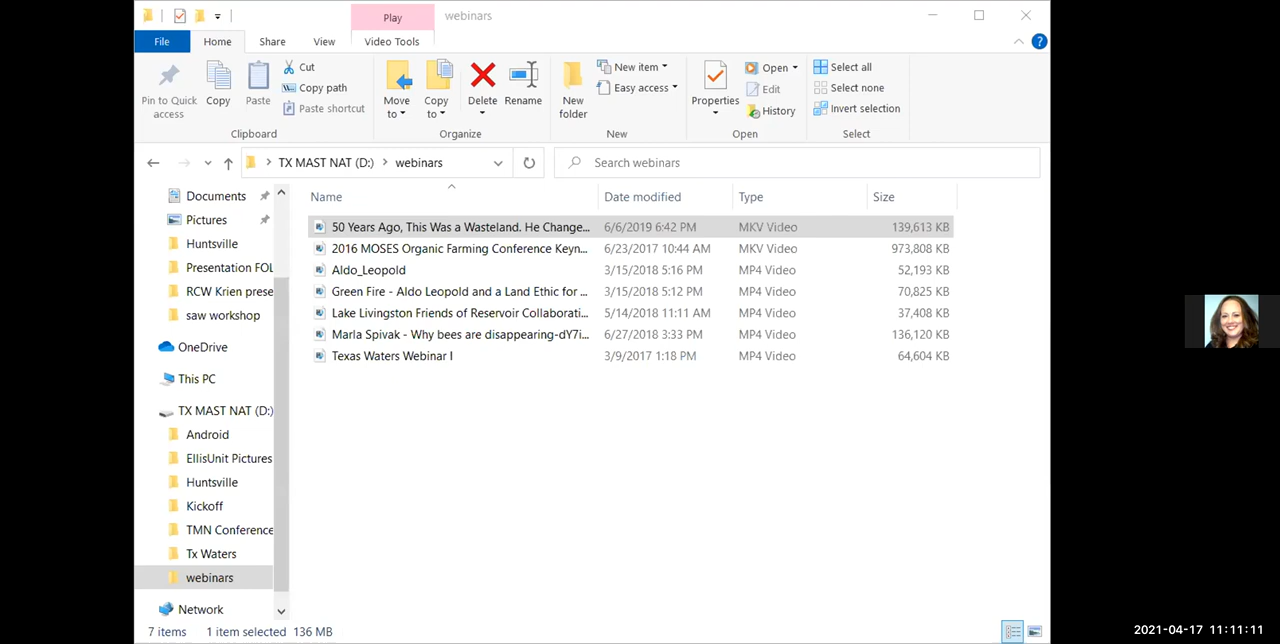 Play
webinars
File
Home
Share
View
Video Tools
?
Pin to Quick access
Copy
Paste
Cut
Copy path
Paste shortcut
Clipboard
Move to
Copy to
Delete
Rename
Organize
New folder
New item
Easy access
New
Properties
Open
Edit
History
Open
Select all
Select none
Invert selection
Select
TX MAST NAT (D:) > webinars
Search webinars
Documents
Pictures
Huntsville
Presentation FOL
RCW Krien prese
saw workshop
OneDrive
This PC
TX MAST NAT (D:)
Android
EllisUnit Pictures
Huntsville
Kickoff
TMN Conference
Tx Waters
webinars
Network
Name Date modified Type Size
50 Years Ago, This Was a Wasteland. He Change... 6/6/2019 6:42 PM MKV Video 139,613 KB
2016 MOSES Organic Farming Conference Keyn... 6/23/2017 10:44 AM MKV Video 973,808 KB
Aldo_Leopold 3/15/2018 5:16 PM MP4 Video 52,193 KB
Green Fire - Aldo Leopold and a Land Ethic for ... 3/15/2018 5:12 PM MP4 Video 70,825 KB
Lake Livingston Friends of Reservoir Collaborati... 5/14/2018 11:11 AM MP4 Video 37,408 KB
Marla Spivak - Why bees are disappearing-dY7i... 6/27/2018 3:33 PM MP4 Video 136,120 KB
Texas Waters Webinar I 3/9/2017 1:18 PM MP4 Video 64,604 KB
7 items 1 item selected 136 MB
2021-04-17 11:11:11